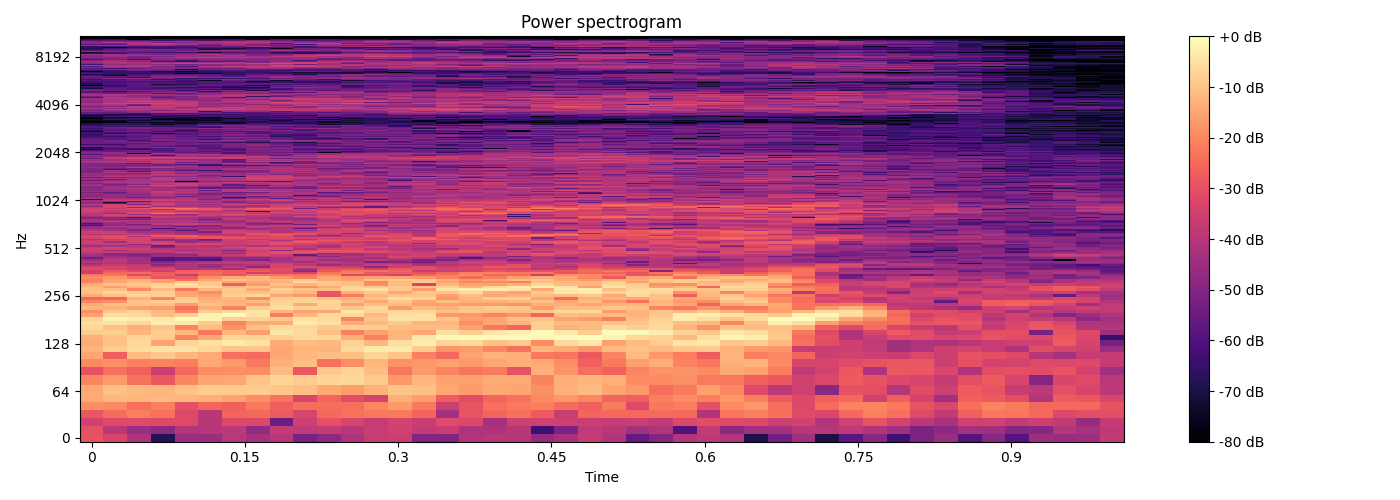 Power spectrogram
Hz
8192
4096
2048
1024
512
256
128
64
0
0 0.15 0.3 0.45 0.6 0.75 0.9
Time
+0 dB
-10 dB
-20 dB
-30 dB
-40 dB
-50 dB
-60 dB
-70 dB
-80 dB